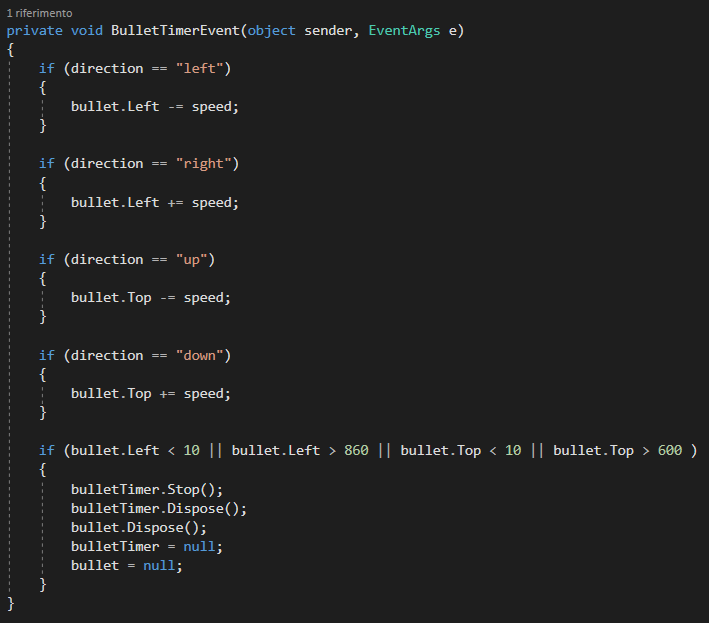 1 riferimento
private void BulletTimerEvent(object sender, EventArgs e)
{
    if (direction == "left")
    {
        bullet.Left -= speed;
    }

    if (direction == "right")
    {
        bullet.Left += speed;
    }

    if (direction == "up")
    {
        bullet.Top -= speed;
    }

    if (direction == "down")
    {
        bullet.Top += speed;
    }

    if (bullet.Left < 10 || bullet.Left > 860 || bullet.Top < 10 || bullet.Top > 600 )
    {
        bulletTimer.Stop();
        bulletTimer.Dispose();
        bullet.Dispose();
        bulletTimer = null;
        bullet = null;
    }
}